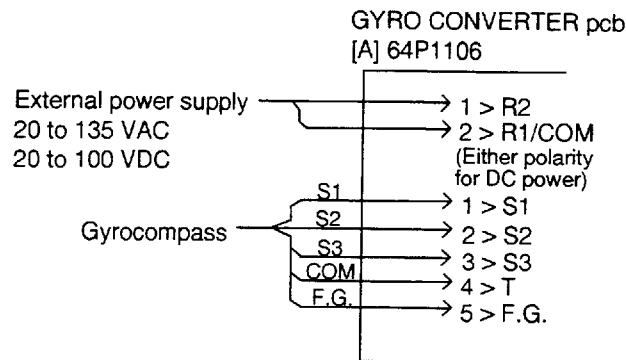 GYRO CONVERTER pcb
[A] 64P1106
External power supply
20 to 135 VAC
20 to 100 VDC
1 > R2
2 > R1/COM
(Either polarity
for DC power)
Gyrocompass
S1
1 > S1
S2
2 > S2
S3
3 > S3
COM
4 > T
F.G.
5 > F.G.